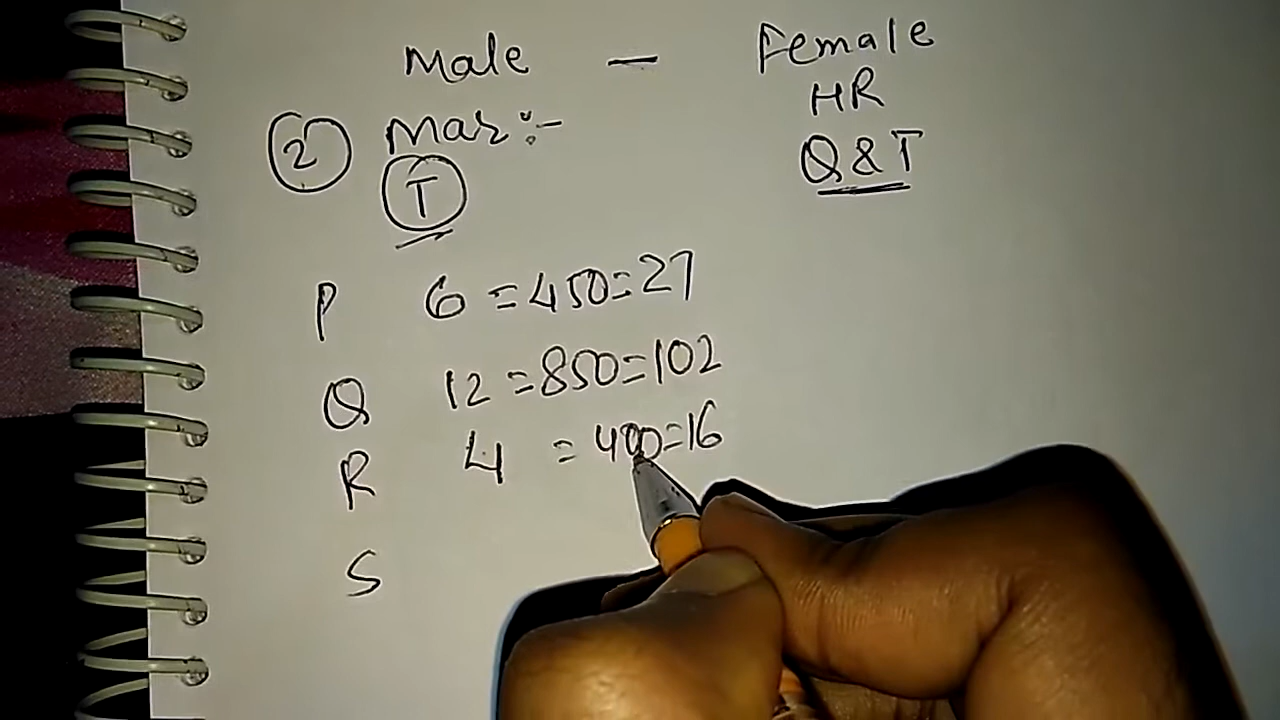 Male — Female
HR
② Mar:-
Q&T
T
P 6 = 450 = 27
Q 12 = 850 = 102
R 4 = 400 = 16
S